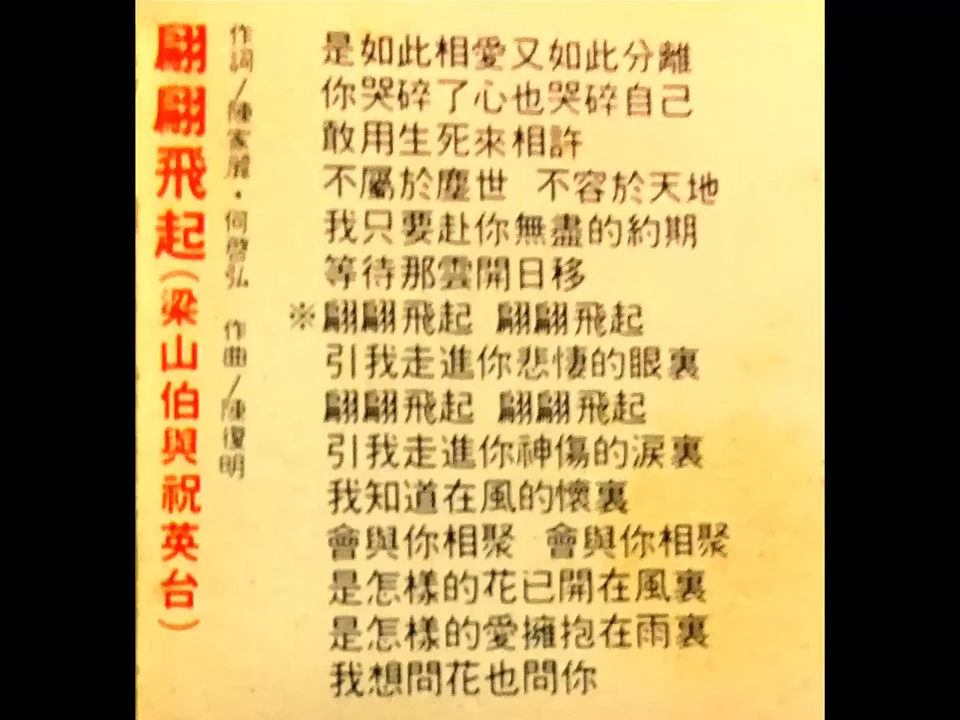 翩翩飛起(梁山伯與祝英台)
作詞/陳家麗・何啓弘 作曲/陳復明
是如此相愛又如此分離
你哭碎了心也哭碎自己
敢用生死來相許
不屬於塵世 不容於天地
我只要赴你無盡的約期
等待那雲開日移
※翩翩飛起 翩翩飛起
引我走進你悲悽的眼裏
翩翩飛起 翩翩飛起
引我走進你神傷的淚裏
我知道在風的懷裏
會與你相聚 會與你相聚
是怎樣的花已開在風裏
是怎樣的愛擁抱在雨裏
我想問花也問你